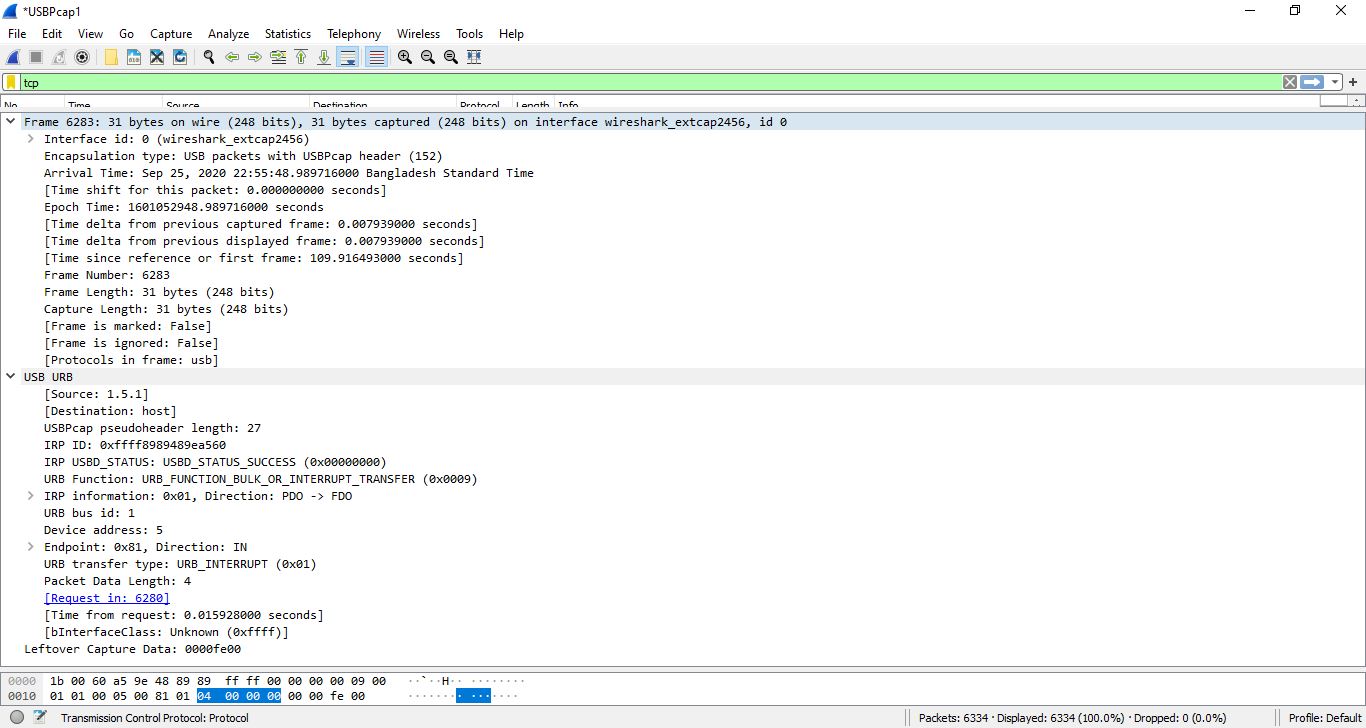 *USBPcap1
File Edit View Go Capture Analyze Statistics Telephony Wireless Tools Help
tcp
No. Time Source Destination Protocol Length Info
Frame 6283: 31 bytes on wire (248 bits), 31 bytes captured (248 bits) on interface wireshark_extcap2456, id 0
Interface id: 0 (wireshark_extcap2456)
Encapsulation type: USB packets with USBPcap header (152)
Arrival Time: Sep 25, 2020 22:55:48.989716000 Bangladesh Standard Time
[Time shift for this packet: 0.000000000 seconds]
Epoch Time: 1601052948.989716000 seconds
[Time delta from previous captured frame: 0.007939000 seconds]
[Time delta from previous displayed frame: 0.007939000 seconds]
[Time since reference or first frame: 109.916493000 seconds]
Frame Number: 6283
Frame Length: 31 bytes (248 bits)
Capture Length: 31 bytes (248 bits)
[Frame is marked: False]
[Frame is ignored: False]
[Protocols in frame: usb]
USB URB
[Source: 1.5.1]
[Destination: host]
USBPcap pseudoheader length: 27
IRP ID: 0xffff8989489ea560
IRP USBD_STATUS: USBD_STATUS_SUCCESS (0x00000000)
URB Function: URB_FUNCTION_BULK_OR_INTERRUPT_TRANSFER (0x0009)
IRP information: 0x01, Direction: PDO -> FDO
URB bus id: 1
Device address: 5
Endpoint: 0x81, Direction: IN
URB transfer type: URB_INTERRUPT (0x01)
Packet Data Length: 4
[Request in: 6280]
[Time from request: 0.015928000 seconds]
[bInterfaceClass: Unknown (0xffff)]
Leftover Capture Data: 0000fe00
0000 1b 00 60 a5 9e 48 89 89 ff ff 00 00 00 00 09 00 ··`··H·· ········
0010 01 01 00 05 00 81 01 04 00 00 00 00 00 fe 00 ········ ·······
Transmission Control Protocol: Protocol Packets: 6334 · Displayed: 6334 (100.0%) · Dropped: 0 (0.0%) Profile: Default